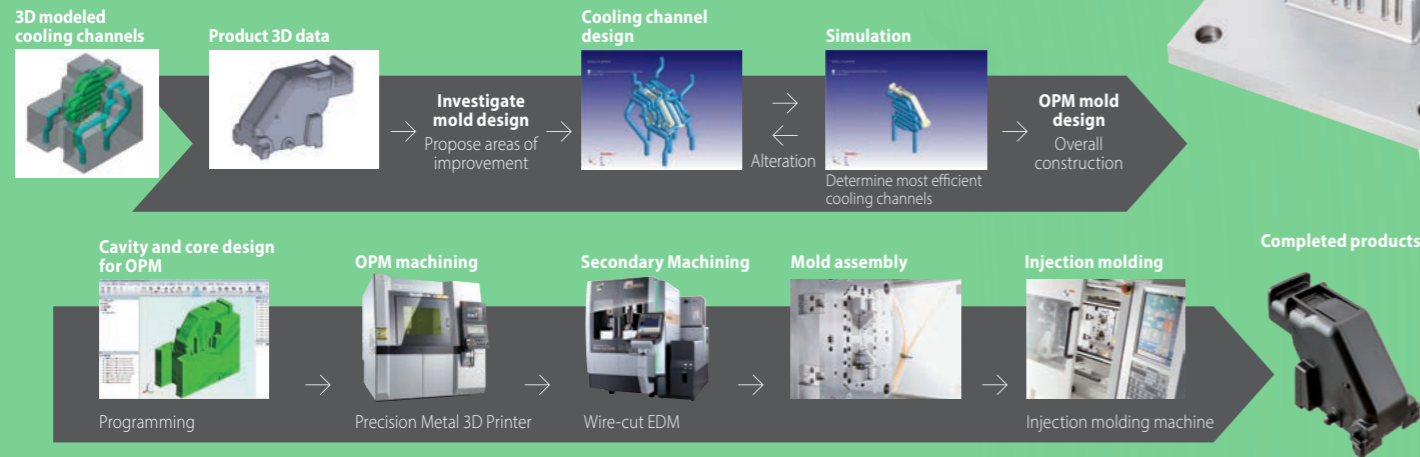 3D modeled
cooling channels
Product 3D data
Investigate
mold design
Propose areas of
improvement
Cooling channel
design
Alteration
Simulation
Determine most efficient
cooling channels
OPM mold
design
Overall
construction
Cavity and core design
for OPM
Programming
OPM machining
Precision Metal 3D Printer
Secondary Machining
Wire-cut EDM
Mold assembly
Injection molding
Injection molding machine
Completed products